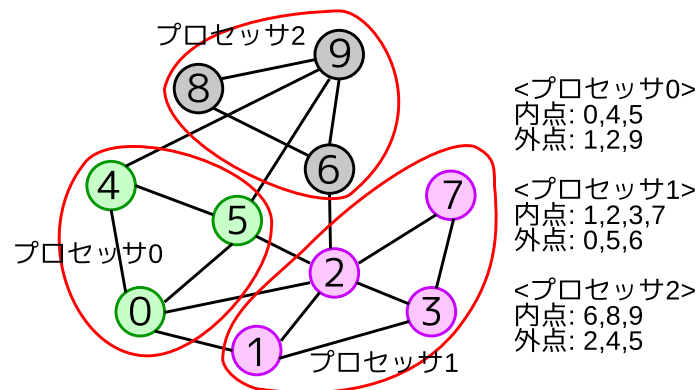 プロセッサ2
9
8
6
4
5
7
プロセッサ0
2
0
3
1
プロセッサ1
<プロセッサ0>
内点: 0,4,5
外点: 1,2,9
<プロセッサ1>
内点: 1,2,3,7
外点: 0,5,6
<プロセッサ2>
内点: 6,8,9
外点: 2,4,5